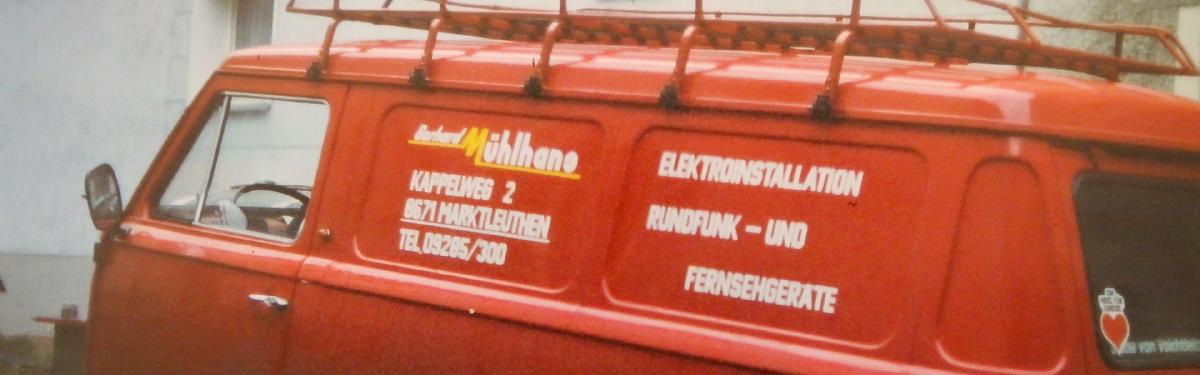 Gerhard Mühlhans
KAPPELWEG 2
8671 MARKTLEUTHEN
TEL. 09285/300
ELEKTROINSTALLATION
RUNDFUNK - UND
FERNSEHGERÄTE